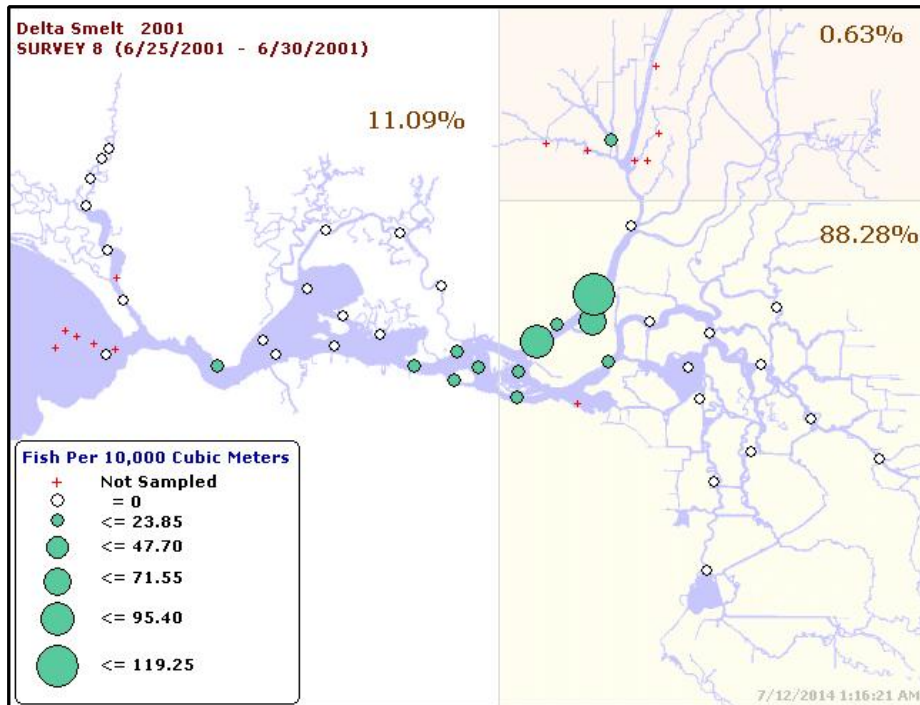 Delta Smelt 2001
SURVEY 8 (6/25/2001 - 6/30/2001)
0.63%
11.09%
88.28%
Fish Per 10,000 Cubic Meters
Not Sampled
= 0
<= 23.85
<= 47.70
<= 71.55
<= 95.40
<= 119.25
7/12/2014 1:16:21 AM